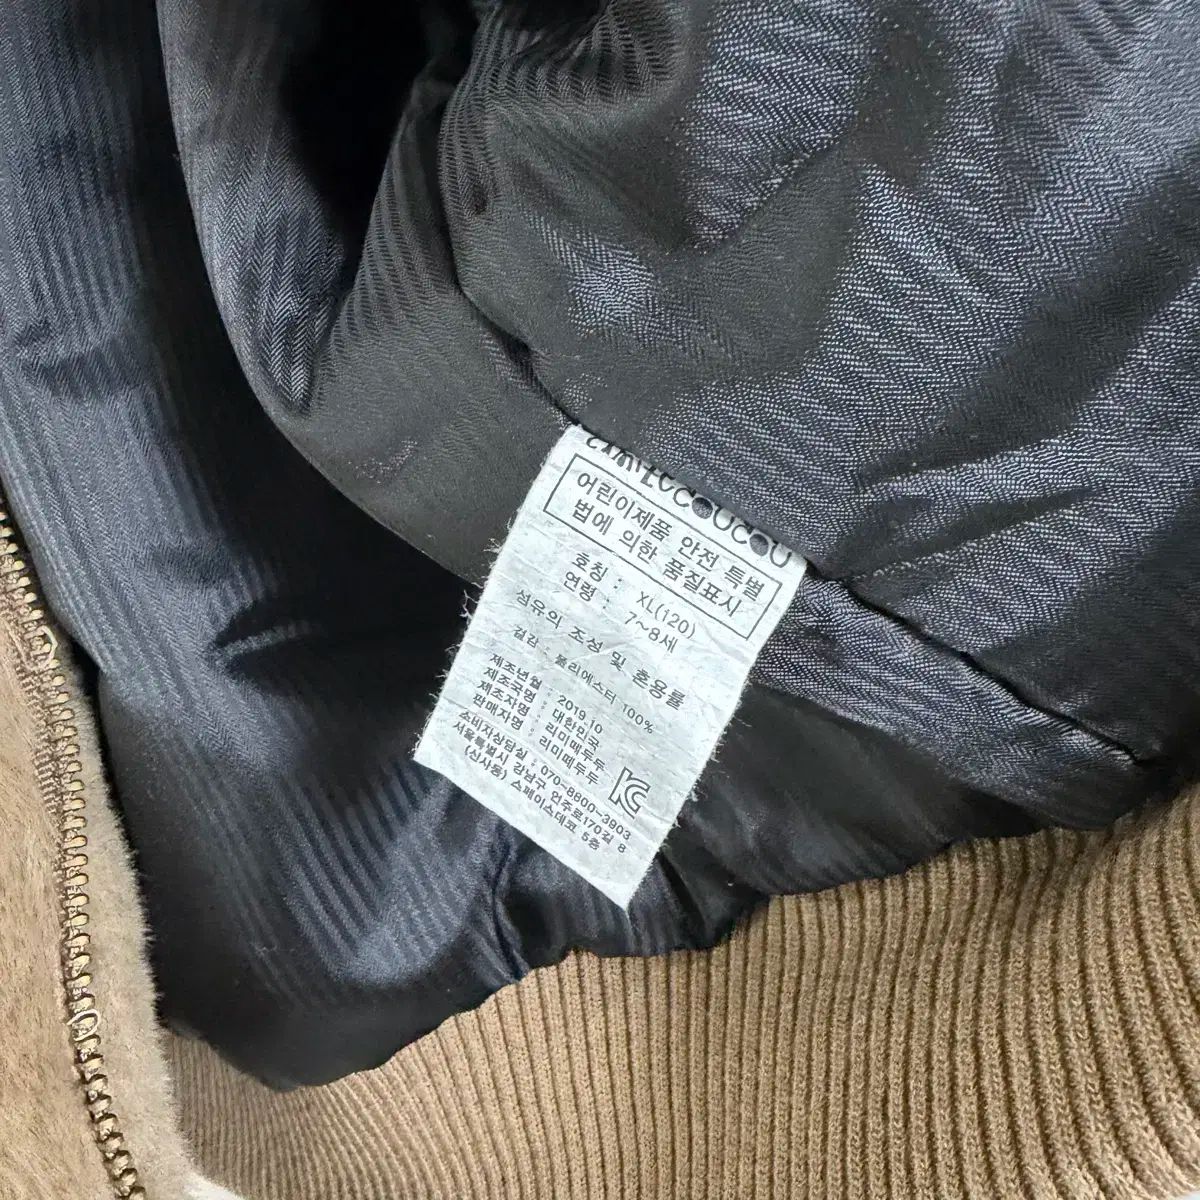 어린이제품 안전 특별
법에 의한 품질표시
호칭 : XL(120)
연령 : 7~8세
섬유의 조성 및 혼용률
겉감 : 폴리에스터 100%
제조년월 : 2019.10
제조국명 : 대한민국
제조자명 : 리미떼두두
판매자명 : 리미떼두두
소비자상담실 : 070-8800-3903
서울특별시 강남구 언주로170길 8
(신사동) 스페이스대코 5층